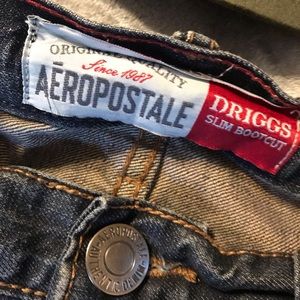 ORIGINAL QUALITY
Since 1987
AÉROPOSTALE
DRIGGS
SLIM BOOTCUT